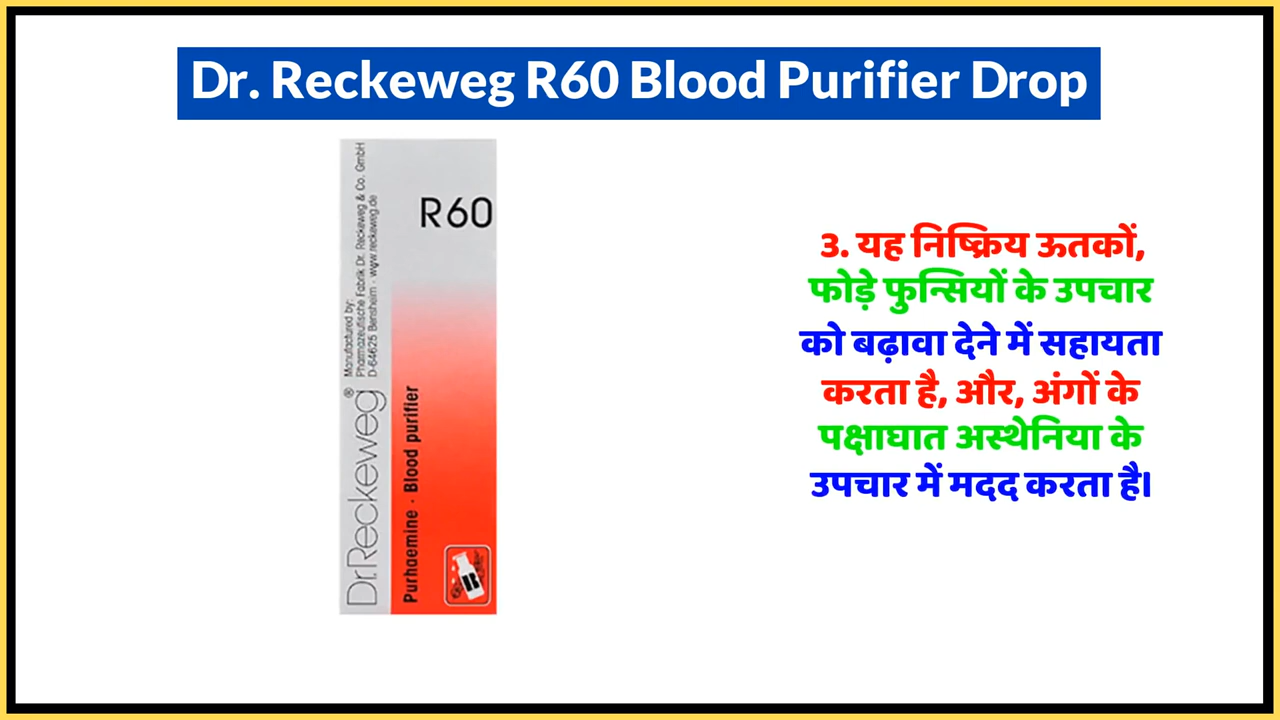 Dr. Reckeweg R60 Blood Purifier Drop
R60
Manufactured by:
Pharmazeutische Fabrik Dr. Reckeweg & Co. GmbH
D-64625 Bensheim · www.reckeweg.de
Dr.Reckeweg®
Purhaemine · Blood purifier
3. यह निष्क्रिय ऊतकों,
फोड़े फुन्सियों के उपचार
को बढ़ावा देने में सहायता
करता है, और, अंगों के
पक्षाघात अस्थेनिया के
उपचार में मदद करता है।